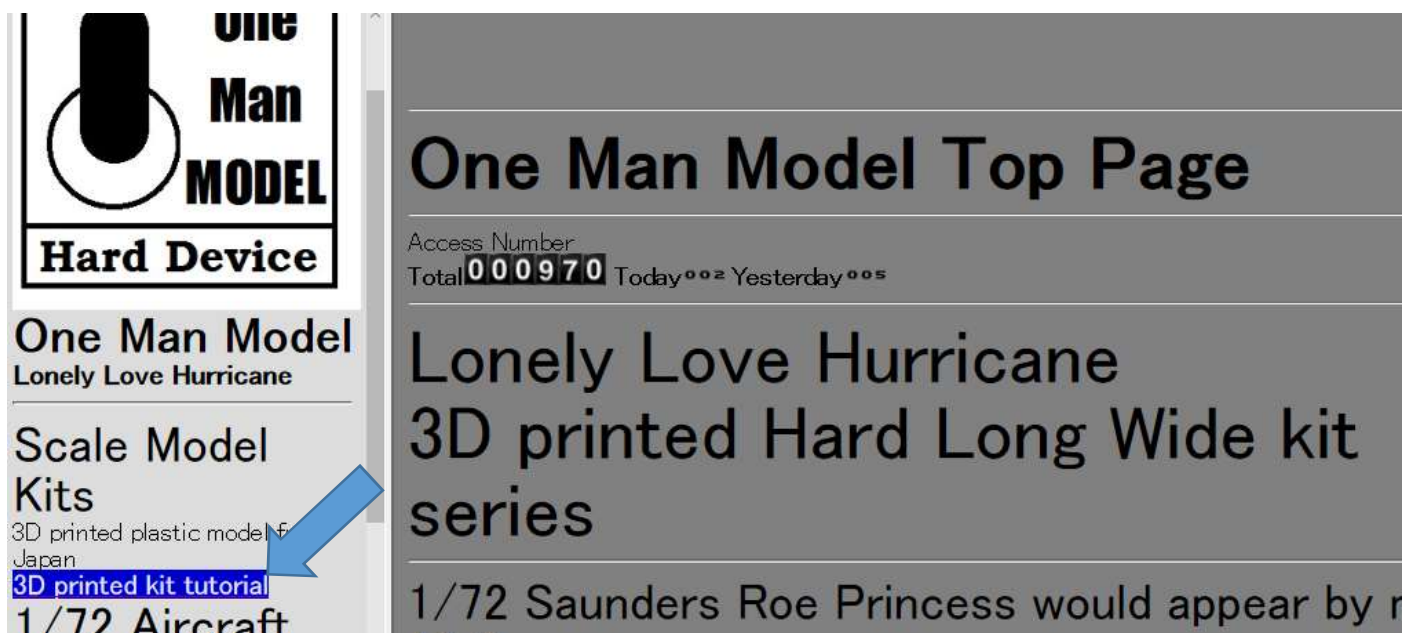 One
Man
MODEL
Hard Device
One Man Model
Lonely Love Hurricane
Scale Model
Kits
3D printed plastic model
Japan
3D printed kit tutorial
1/72 Aircraft
One Man Model Top Page
Access Number
Total 000970 Today 002 Yesterday 005
Lonely Love Hurricane
3D printed Hard Long Wide kit
series
1/72 Saunders Roe Princess would appear by